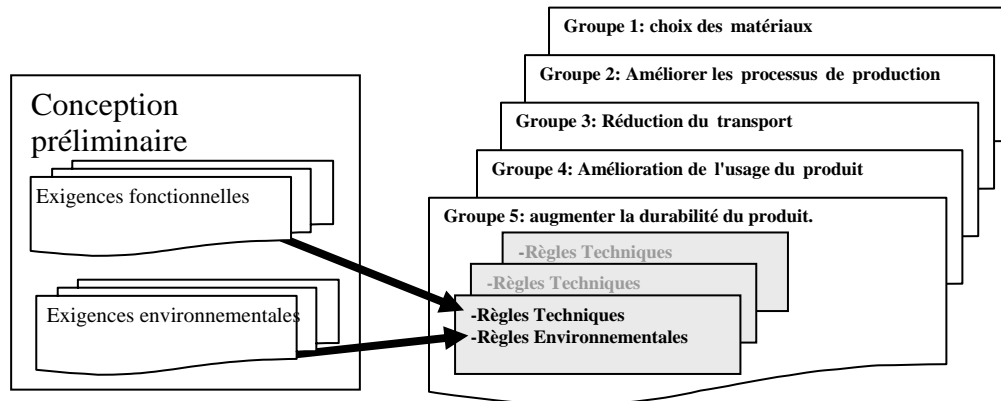 Conception
préliminaire
Exigences fonctionnelles
Exigences environnementales
Groupe 1: choix des matériaux
Groupe 2: Améliorer les processus de production
Groupe 3: Réduction du transport
Groupe 4: Amélioration de l'usage du produit
Groupe 5: augmenter la durabilité du produit.
-Règles Techniques
-Règles Techniques
-Règles Techniques
-Règles Environnementales